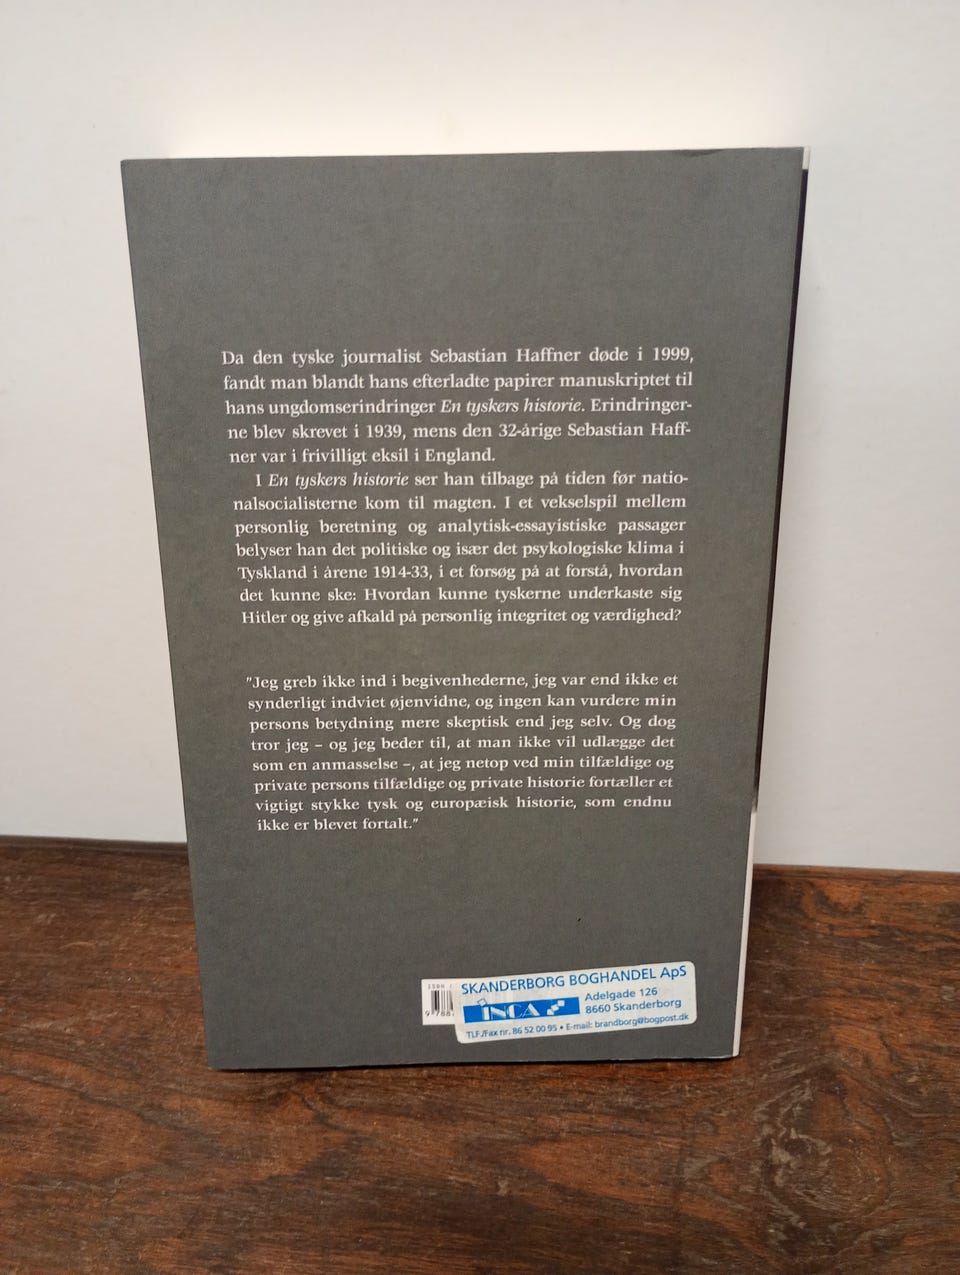 Da den tyske journalist Sebastian Haffner døde i 1999,
fandt man blandt hans efterladte papirer manuskriptet til
hans ungdomserindringer En tyskers historie. Erindringer-
ne blev skrevet i 1939, mens den 32-årige Sebastian Haff-
ner var i frivilligt eksil i England.
I En tyskers historie ser han tilbage på tiden før natio-
nalsocialisterne kom til magten. I et vekselspil mellem
personlig beretning og analytisk-essayistiske passager
belyser han det politiske og især det psykologiske klima i
Tyskland i årene 1914-33, i et forsøg på at forstå, hvordan
det kunne ske: Hvordan kunne tyskerne underkaste sig
Hitler og give afkald på personlig integritet og værdighed?
"Jeg greb ikke ind i begivenhederne, jeg var end ikke et
synderligt indviet øjenvidne, og ingen kan vurdere min
persons betydning mere skeptisk end jeg selv. Og dog
tror jeg – og jeg beder til, at man ikke vil udlægge det
som en anmasselse –, at jeg netop ved min tilfældige og
private persons tilfældige og private historie fortæller et
vigtigt stykke tysk og europæisk historie, som endnu
ikke er blevet fortalt."
ISBN
9 788
SKANDERBORG BOGHANDEL ApS
INCA
Adelgade 126
8660 Skanderborg
TLF./Fax nr. 86 52 00 95 • E-mail: brandborg@bogpost.dk